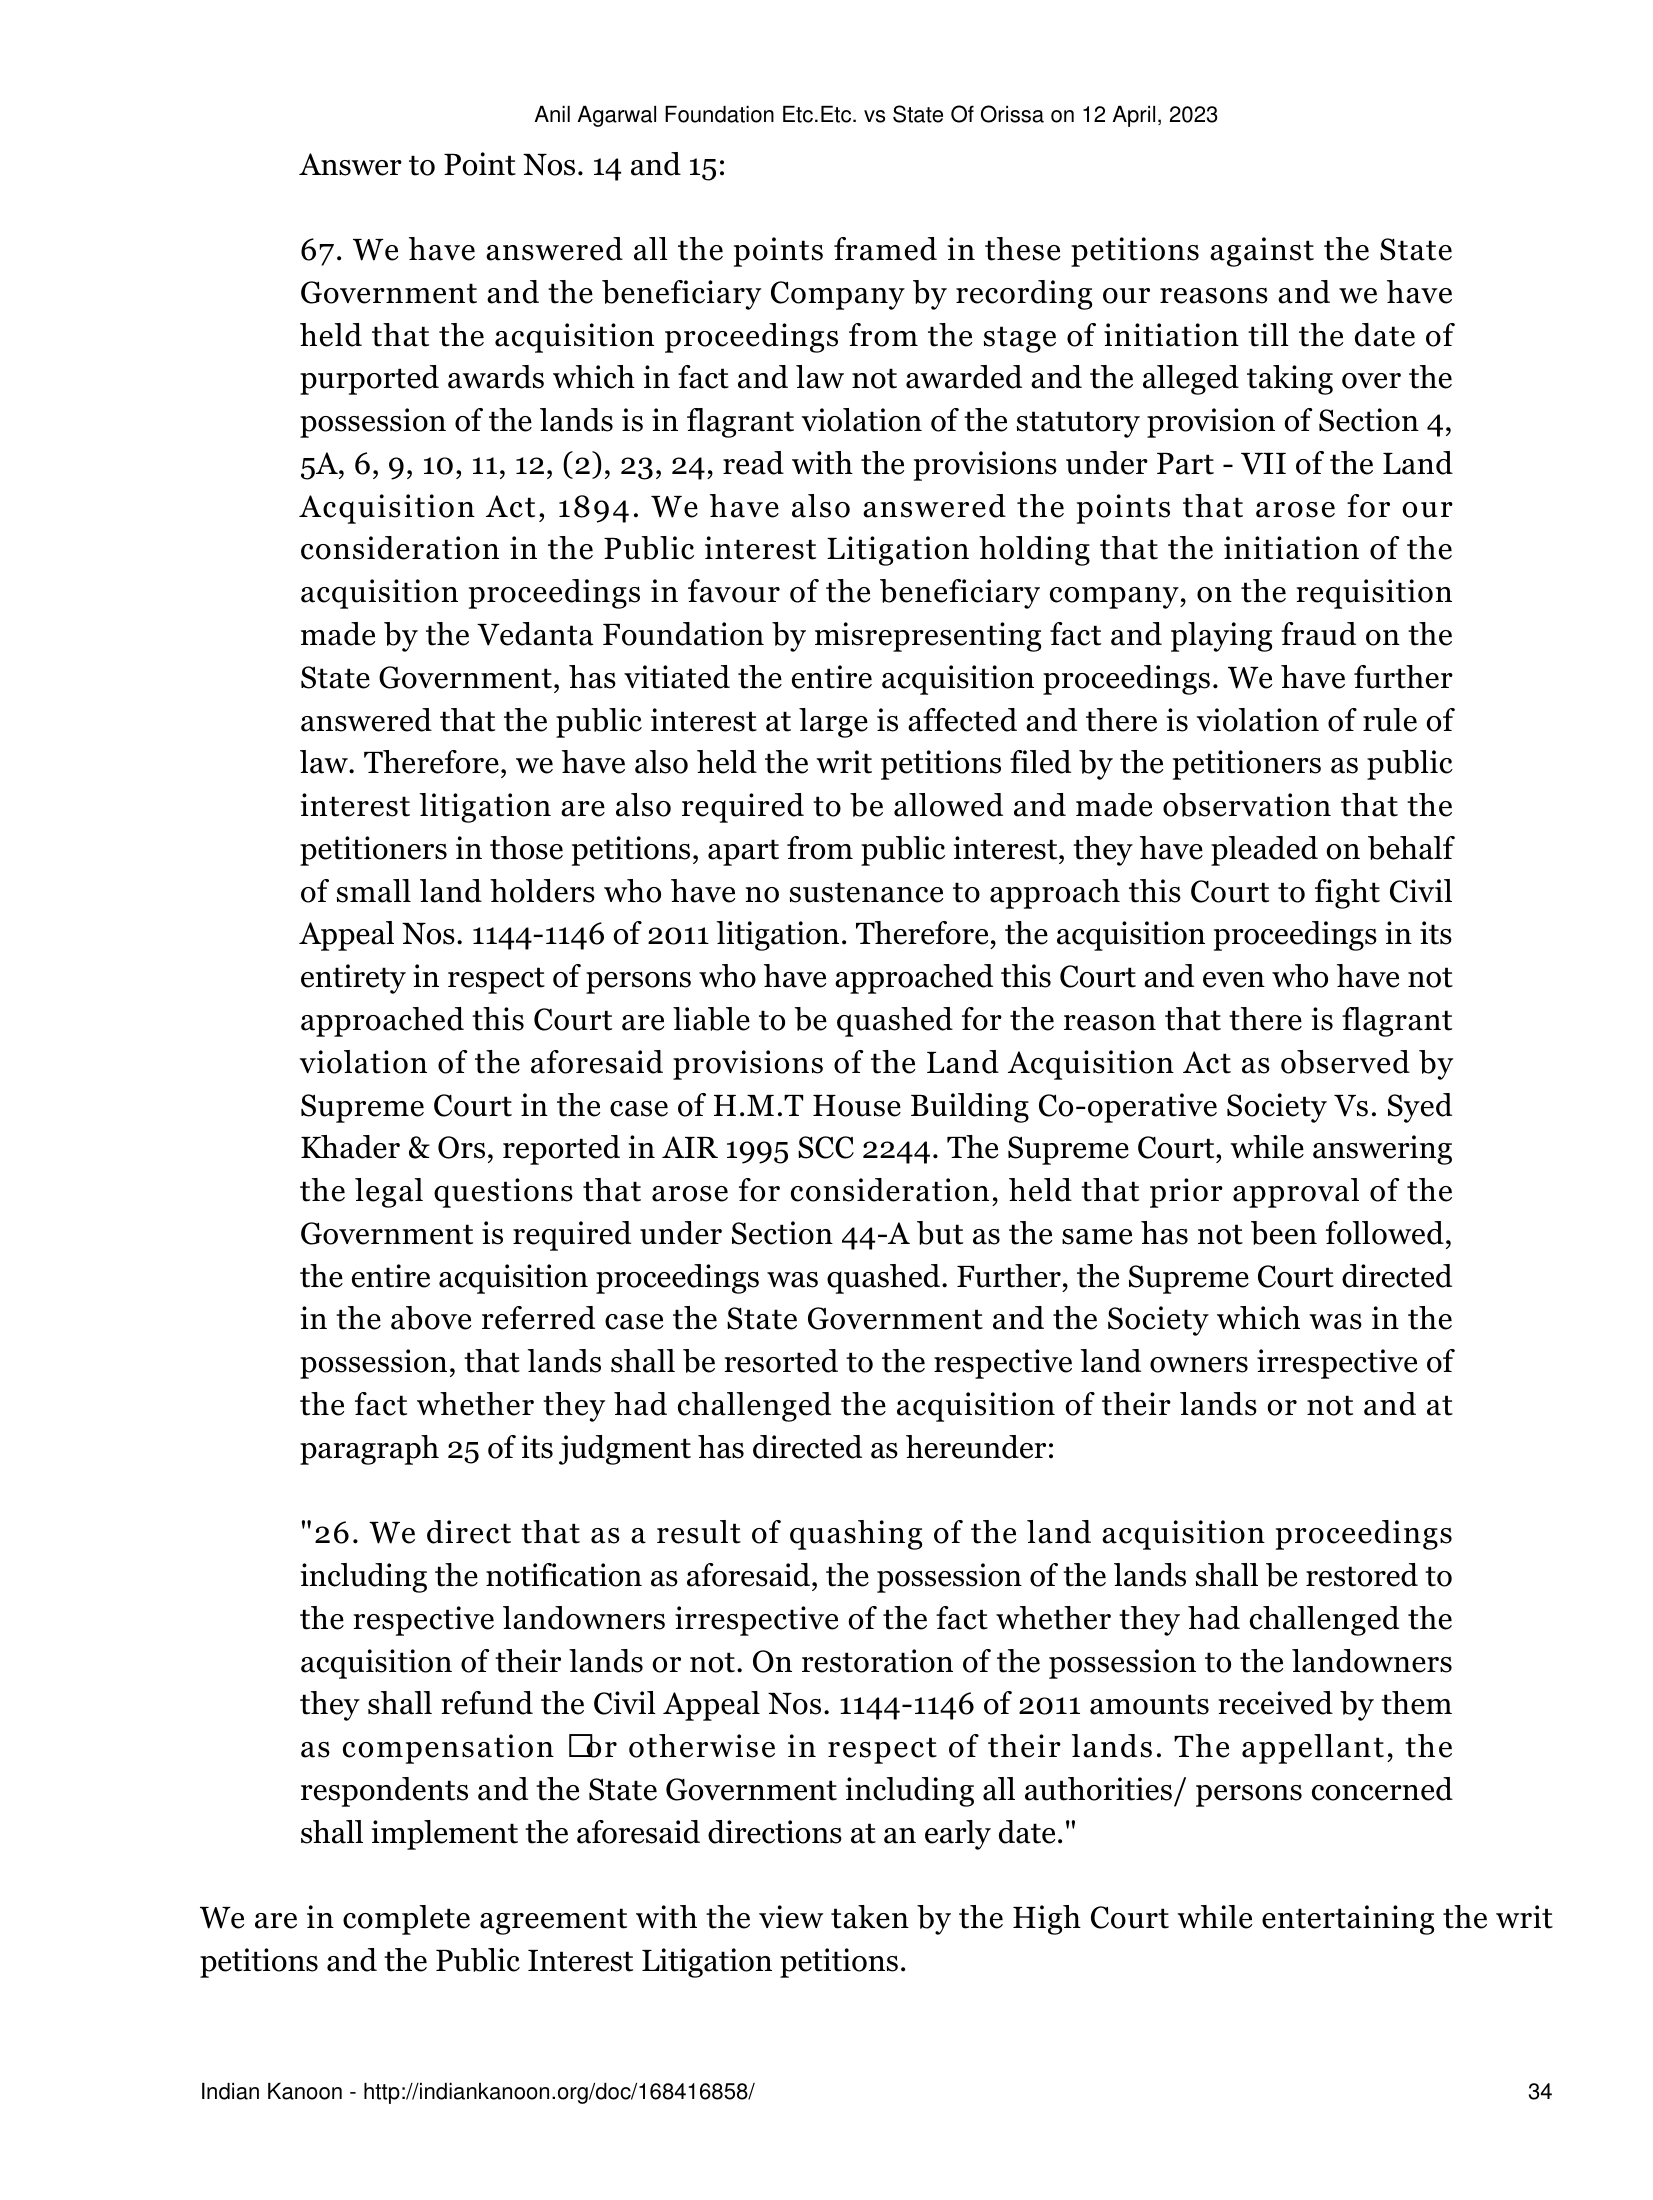 Anil Agarwal Foundation Etc.Etc. vs State Of Orissa on 12 April, 2023
Answer to Point Nos. 14 and 15:
67. We have answered all the points framed in these petitions against the State
Government and the beneficiary Company by recording our reasons and we have
held that the acquisition proceedings from the stage of initiation till the date of
purported awards which in fact and law not awarded and the alleged taking over the
possession of the lands is in flagrant violation of the statutory provision of Section 4,
5A, 6, 9, 10, 11, 12, (2), 23, 24, read with the provisions under Part - VII of the Land
Acquisition Act, 1894. We have also answered the points that arose for our
consideration in the Public interest Litigation holding that the initiation of the
acquisition proceedings in favour of the beneficiary company, on the requisition
made by the Vedanta Foundation by misrepresenting fact and playing fraud on the
State Government, has vitiated the entire acquisition proceedings. We have further
answered that the public interest at large is affected and there is violation of rule of
law. Therefore, we have also held the writ petitions filed by the petitioners as public
interest litigation are also required to be allowed and made observation that the
petitioners in those petitions, apart from public interest, they have pleaded on behalf
of small land holders who have no sustenance to approach this Court to fight Civil
Appeal Nos. 1144-1146 of 2011 litigation. Therefore, the acquisition proceedings in its
entirety in respect of persons who have approached this Court and even who have not
approached this Court are liable to be quashed for the reason that there is flagrant
violation of the aforesaid provisions of the Land Acquisition Act as observed by
Supreme Court in the case of H.M.T House Building Co-operative Society Vs. Syed
Khader & Ors, reported in AIR 1995 SCC 2244. The Supreme Court, while answering
the legal questions that arose for consideration, held that prior approval of the
Government is required under Section 44-A but as the same has not been followed,
the entire acquisition proceedings was quashed. Further, the Supreme Court directed
in the above referred case the State Government and the Society which was in the
possession, that lands shall be resorted to the respective land owners irrespective of
the fact whether they had challenged the acquisition of their lands or not and at
paragraph 25 of its judgment has directed as hereunder:
"26. We direct that as a result of quashing of the land acquisition proceedings
including the notification as aforesaid, the possession of the lands shall be restored to
the respective landowners irrespective of the fact whether they had challenged the
acquisition of their lands or not. On restoration of the possession to the landowners
they shall refund the Civil Appeal Nos. 1144-1146 of 2011 amounts received by them
as compensation □or otherwise in respect of their lands. The appellant, the
respondents and the State Government including all authorities/ persons concerned
shall implement the aforesaid directions at an early date."
We are in complete agreement with the view taken by the High Court while entertaining the writ
petitions and the Public Interest Litigation petitions.
Indian Kanoon - http://indiankanoon.org/doc/168416858/ 34